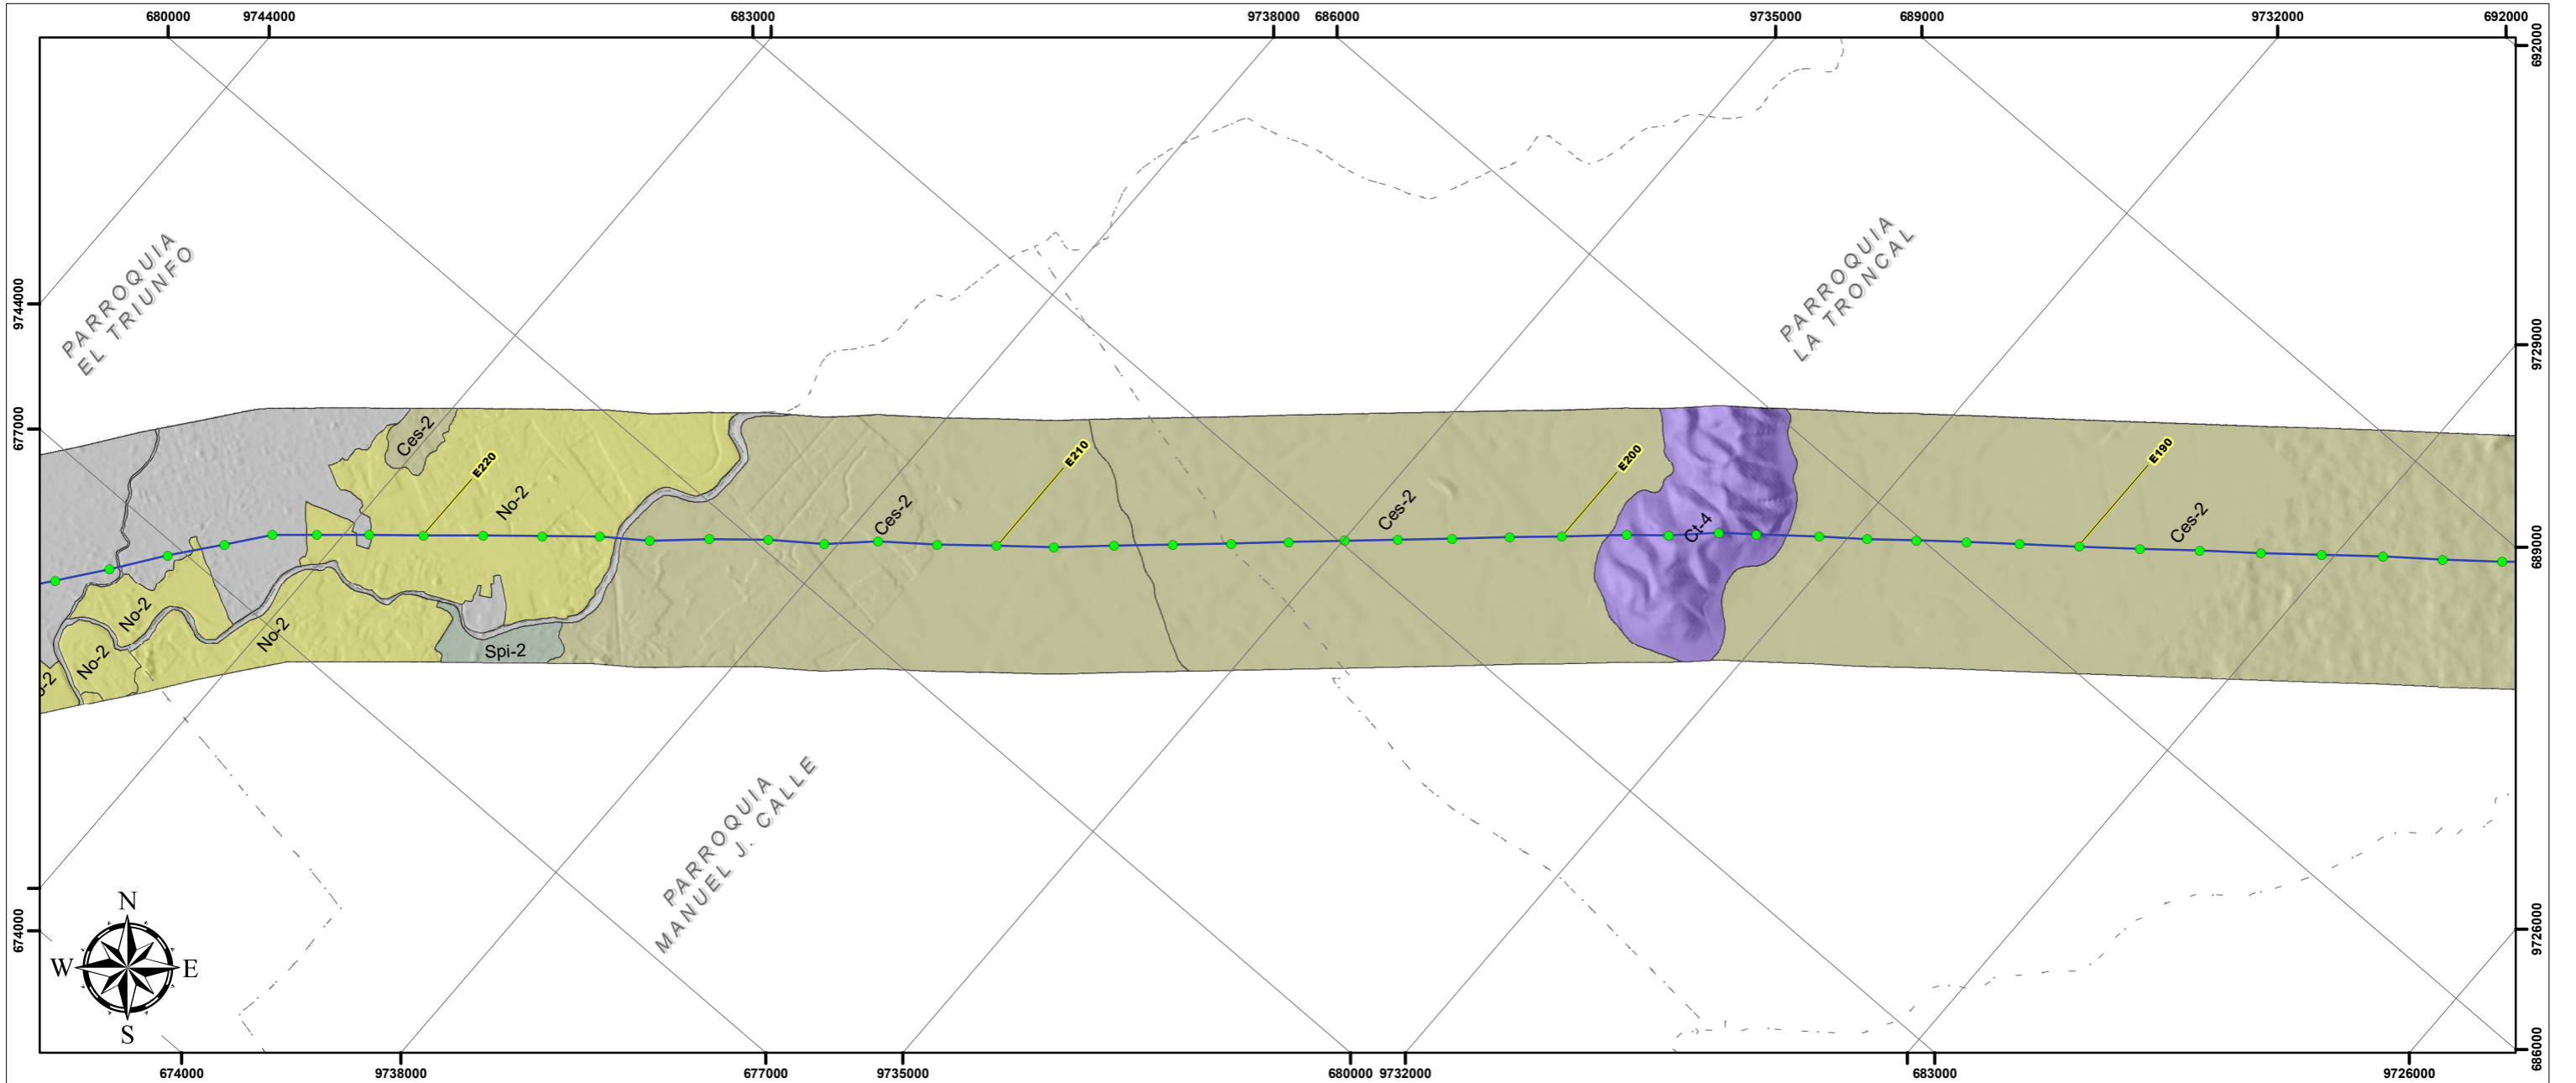 680000 9744000 683000 9738000 686000 9735000 689000 9732000 692000
692000
PARROQUIA
EL TRIUNFO
PARROQUIA
LA TRONCAL
9744000
9729000
677000
Ces-2
E220
E210
E200
E190
No-2
Ces-2
Ces-2
Ct-4
Ces-2
689000
No-2
No-2
No-2
Spi-2
-2
PARROQUIA
MANUEL J. CALLE
N
W E
S
674000
9726000
686000
674000 9738000 677000 9735000 680000 9732000 683000 9726000